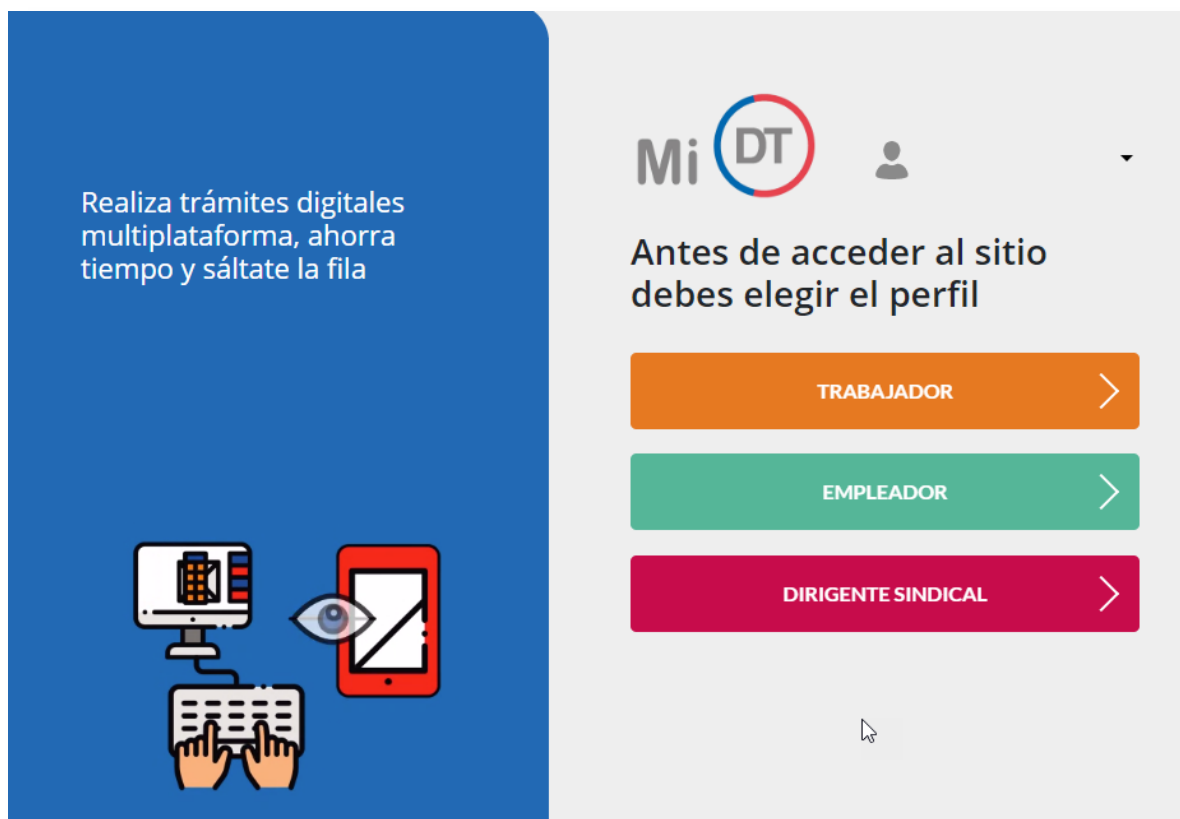 Realiza trámites digitales
multiplataforma, ahorra
tiempo y sáltate la fila
Mi DT
Antes de acceder al sitio
debes elegir el perfil
TRABAJADOR
EMPLEADOR
DIRIGENTE SINDICAL